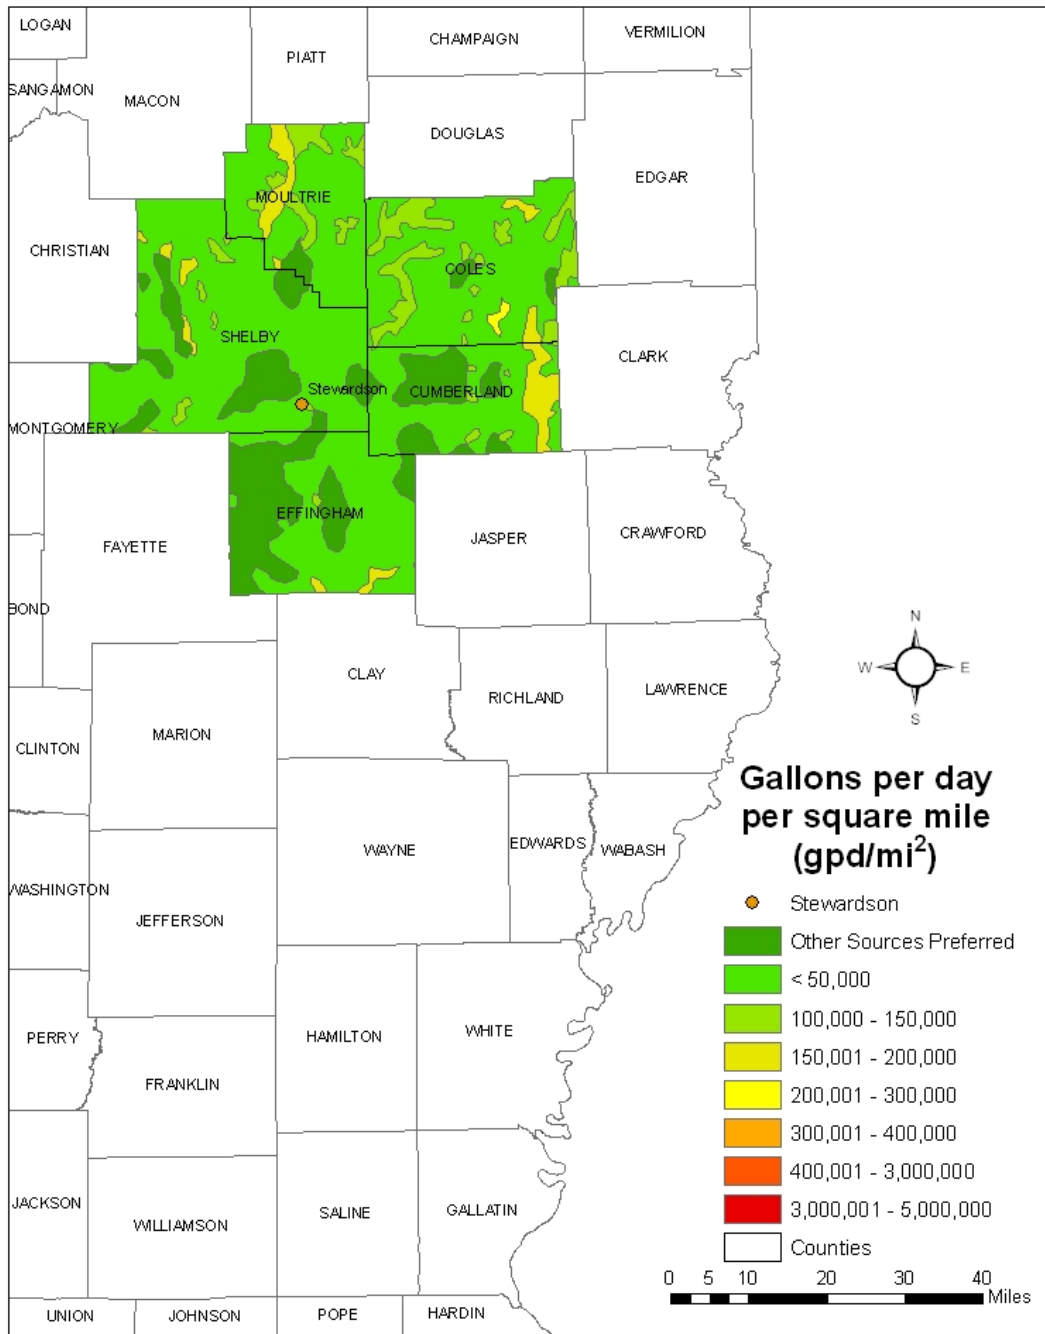 LOGAN
PIATT
CHAMPAIGN
VERMILION
SANGAMON
MACON
DOUGLAS
EDGAR
MOULTRIE
CHRISTIAN
COLES
SHELBY
CLARK
Stewardson
CUMBERLAND
MONTGOMERY
EFFINGHAM
FAYETTE
JASPER
CRAWFORD
BOND
CLAY
RICHLAND
LAWRENCE
CLINTON
MARION
WAYNE
EDWARDS
WABASH
WASHINGTON
JEFFERSON
PERRY
HAMILTON
WHITE
FRANKLIN
JACKSON
WILLIAMSON
SALINE
GALLATIN
UNION
JOHNSON
POPE
HARDIN
N
W E
S
Gallons per day
per square mile
(gpd/mi²)
Stewardson
Other Sources Preferred
< 50,000
100,000 - 150,000
150,001 - 200,000
200,001 - 300,000
300,001 - 400,000
400,001 - 3,000,000
3,000,001 - 5,000,000
Counties
0 5 10 20 30 40
Miles